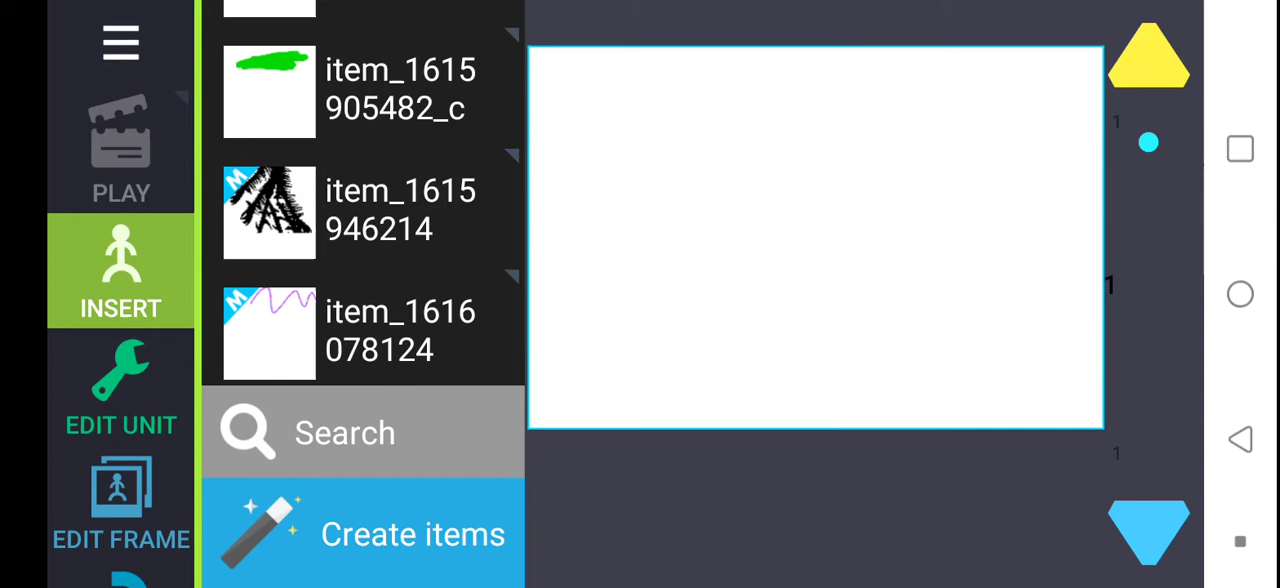 PLAY
INSERT
EDIT UNIT
EDIT FRAME
item_1615
905482_c
M
item_1615
946214
M
item_1616
078124
Search
Create items
1
1
1